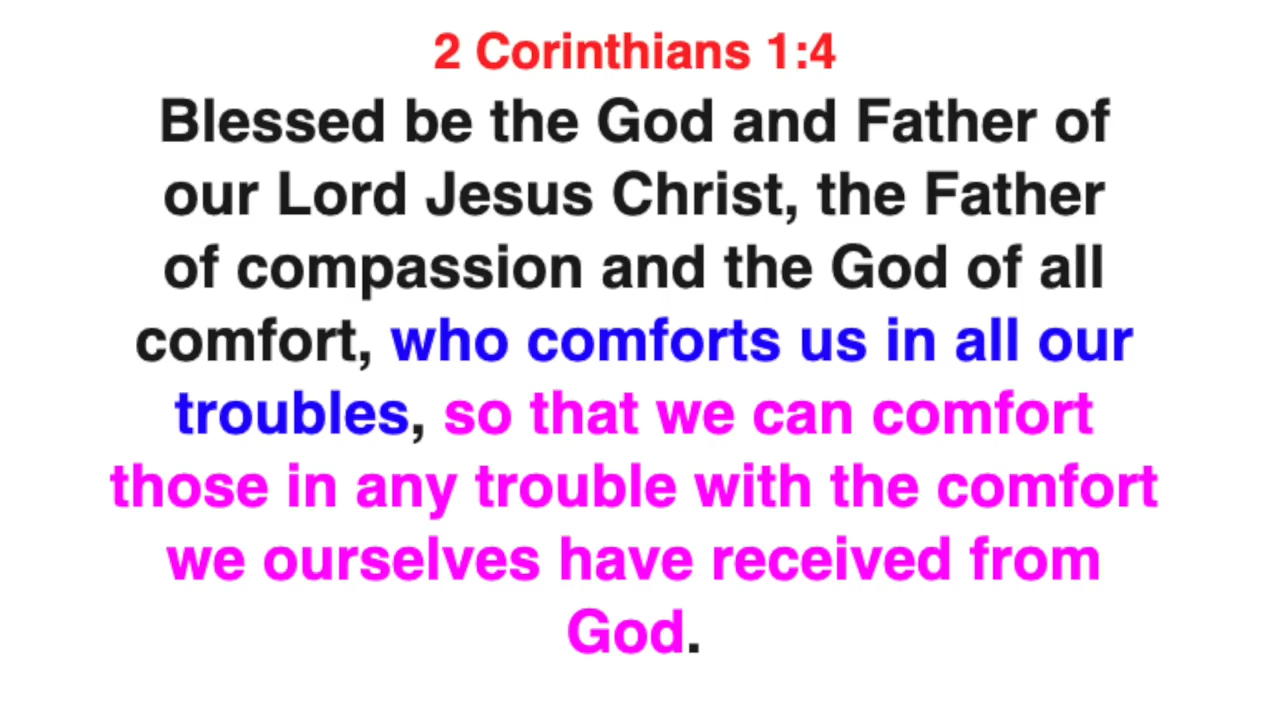 2 Corinthians 1:4
Blessed be the God and Father of
our Lord Jesus Christ, the Father
of compassion and the God of all
comfort, who comforts us in all our
troubles, so that we can comfort
those in any trouble with the comfort
we ourselves have received from
God.